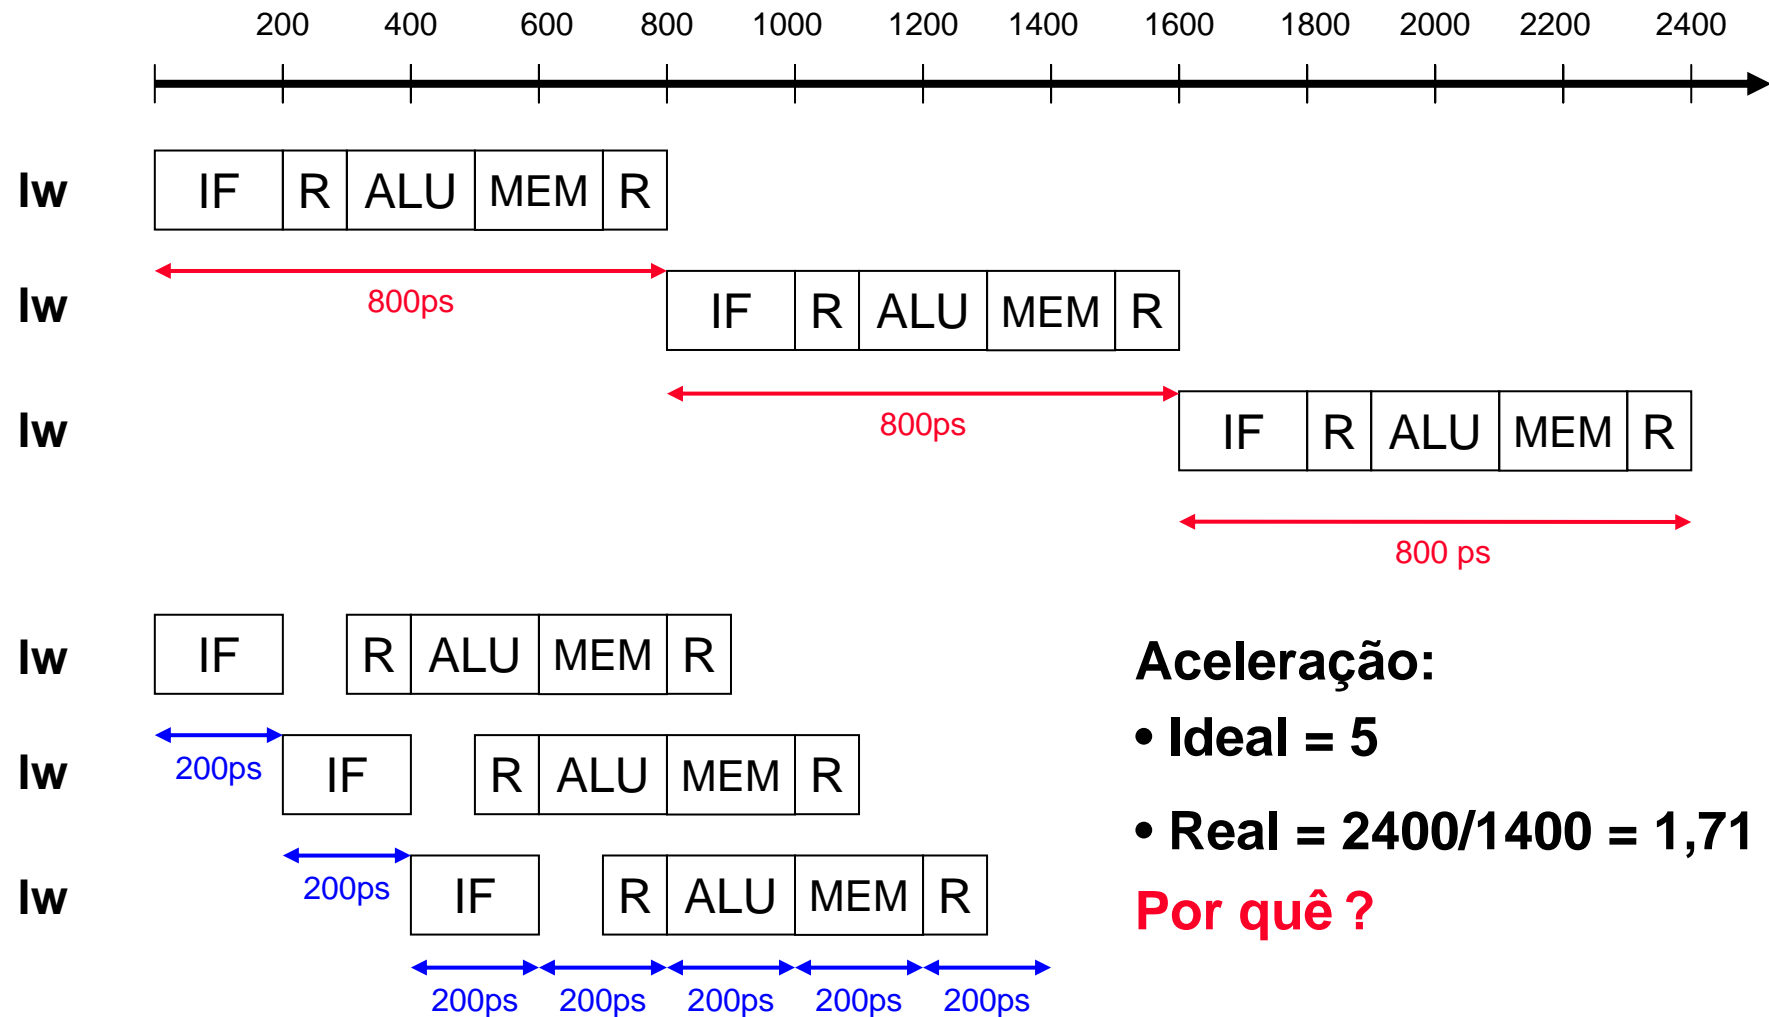 200 400 600 800 1000 1200 1400 1600 1800 2000 2200 2400
lw IF R ALU MEM R
800ps
lw IF R ALU MEM R
800ps
lw IF R ALU MEM R
800 ps
lw IF R ALU MEM R
200ps
lw IF R ALU MEM R
200ps
lw IF R ALU MEM R
200ps 200ps 200ps 200ps 200ps
Aceleração:
• Ideal = 5
• Real = 2400/1400 = 1,71
Por quê ?